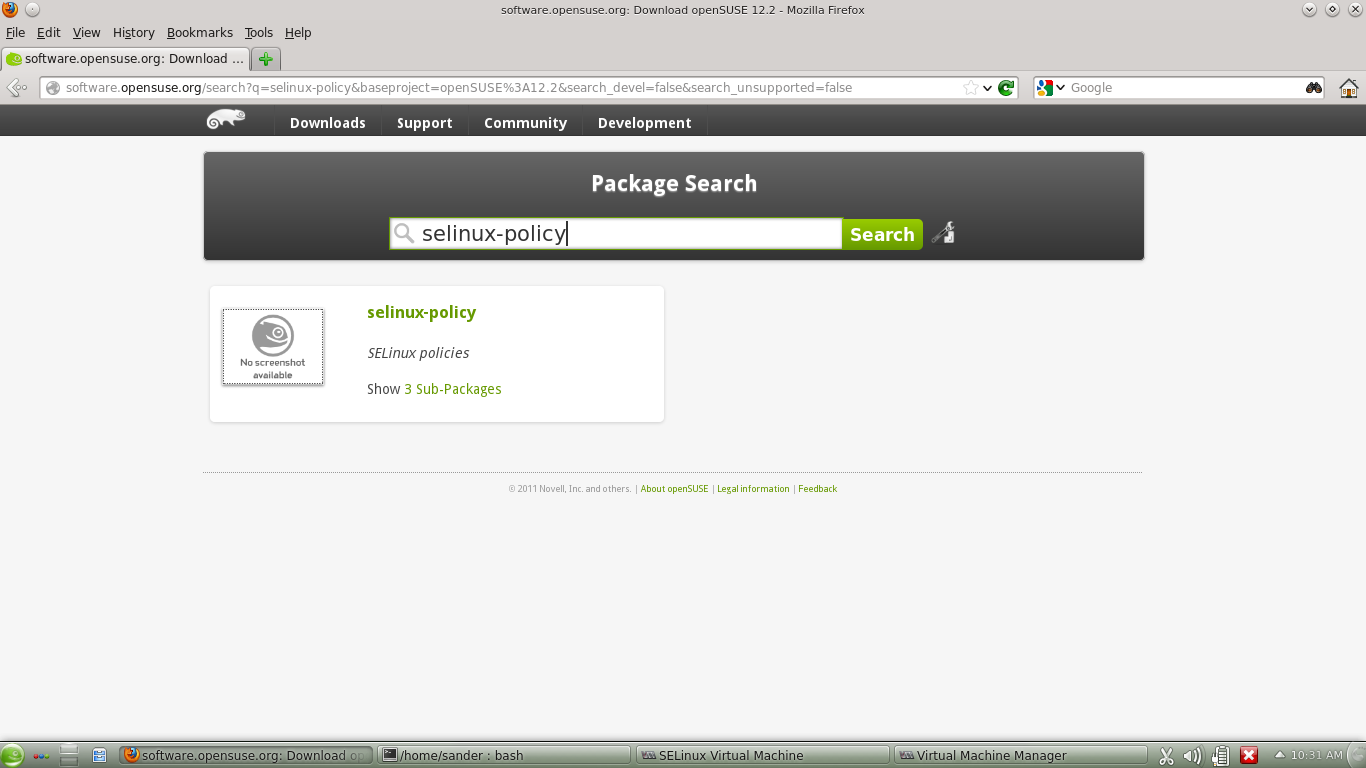 software.opensuse.org: Download openSUSE 12.2 - Mozilla Firefox
File Edit View History Bookmarks Tools Help
software.opensuse.org: Download ...
software.opensuse.org/search?q=selinux-policy&baseproject=openSUSE%3A12.2&search_devel=false&search_unsupported=false
Google
Downloads Support Community Development
Package Search
selinux-policy
Search
selinux-policy
SELinux policies
No screenshot
available
Show 3 Sub-Packages
© 2011 Novell, Inc. and others. | About openSUSE | Legal information | Feedback
software.opensuse.org: Download op
/home/sander : bash
SELinux Virtual Machine
Virtual Machine Manager
10:31 AM